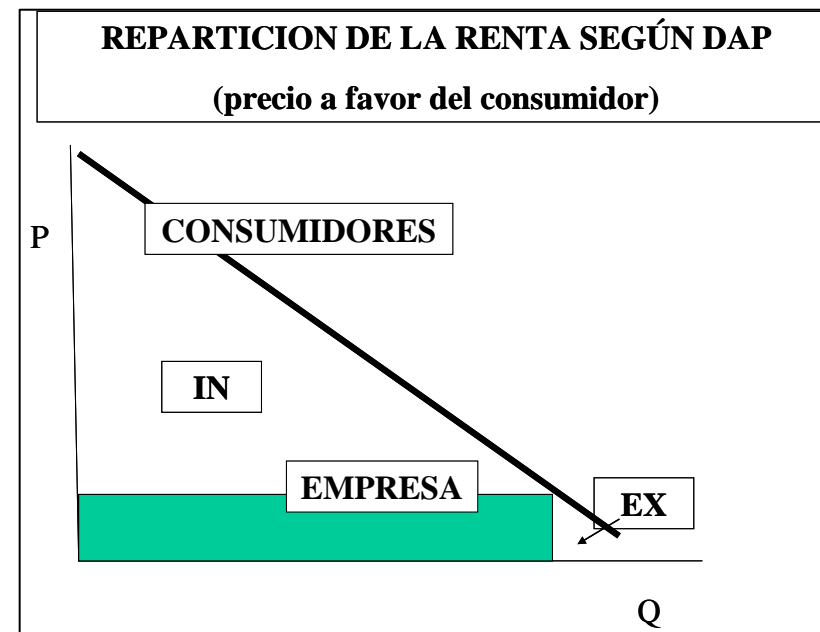 REPARTICION DE LA RENTA SEGÚN DAP
(precio a favor del consumidor)
P
CONSUMIDORES
IN
EMPRESA
EX
Q